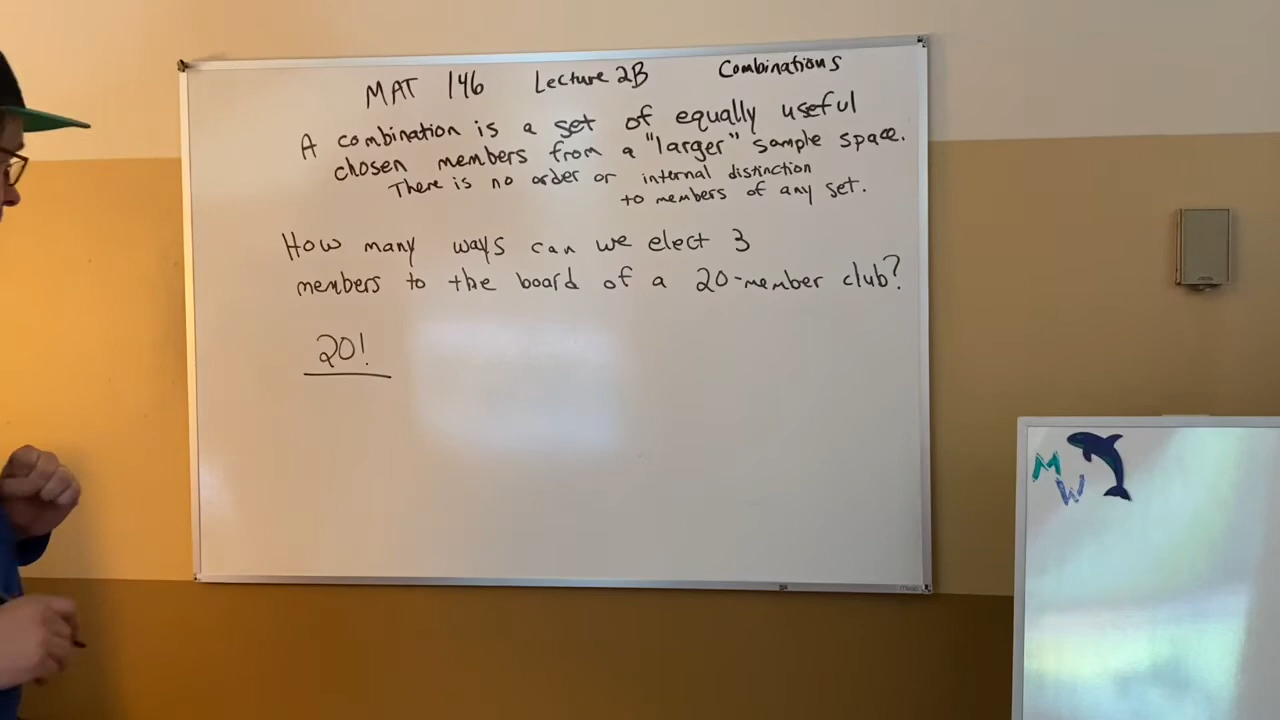 MAT 146 Lecture 2B Combinations
A combination is a set of equally useful
chosen members from a "larger" sample space.
There is no order or internal distinction
to members of any set.
How many ways can we elect 3
members to the board of a 20-member club?
20!
M
W